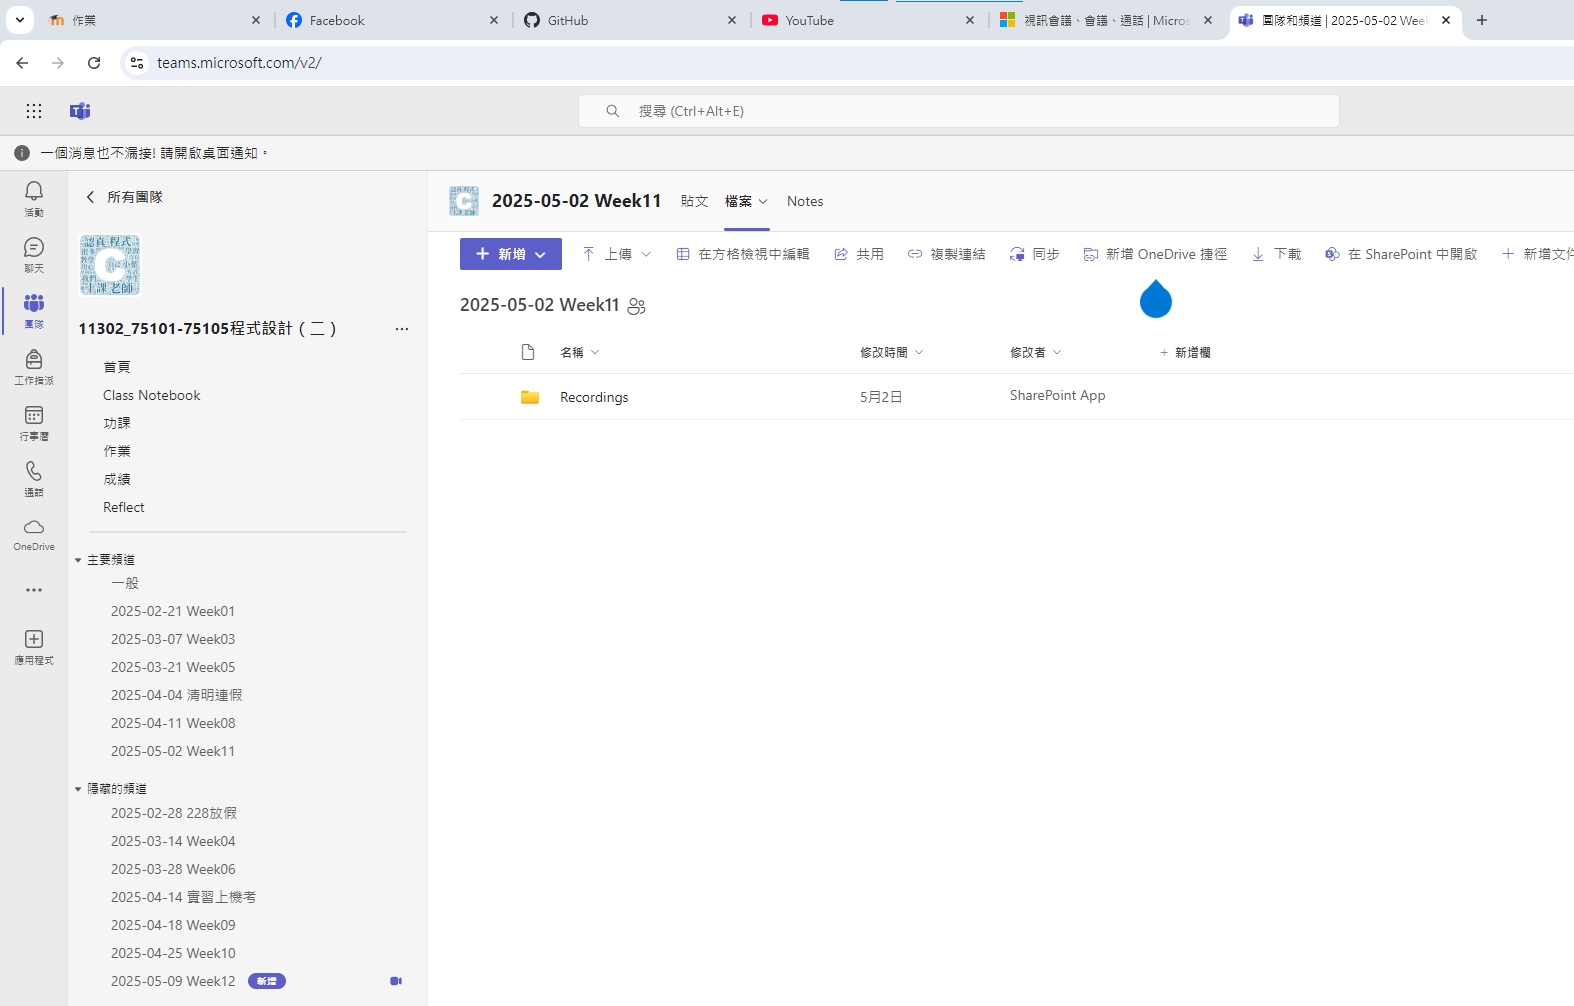 作業
Facebook
GitHub
YouTube
視訊會議、會議、通話 | Micros
團隊和頻道 | 2025-05-02 Week
teams.microsoft.com/v2/
搜尋 (Ctrl+Alt+E)
一個消息也不漏接! 請開啟桌面通知。
活動
聊天
團隊
工作指派
行事曆
通話
OneDrive
應用程式
所有團隊
11302_75101-75105程式設計 ( 二 )
首頁
Class Notebook
功課
作業
成績
Reflect
主要頻道
一般
2025-02-21 Week01
2025-03-07 Week03
2025-03-21 Week05
2025-04-04 清明連假
2025-04-11 Week08
2025-05-02 Week11
隱藏的頻道
2025-02-28 228放假
2025-03-14 Week04
2025-03-28 Week06
2025-04-14 實習上機考
2025-04-18 Week09
2025-04-25 Week10
2025-05-09 Week12 新增
2025-05-02 Week11 貼文 檔案 Notes
新增 上傳 在方格檢視中編輯 共用 複製連結 同步 新增 OneDrive 捷徑 下載 在 SharePoint 中開啟 新增文件
2025-05-02 Week11
名稱 修改時間 修改者 新增欄
Recordings 5月2日 SharePoint App